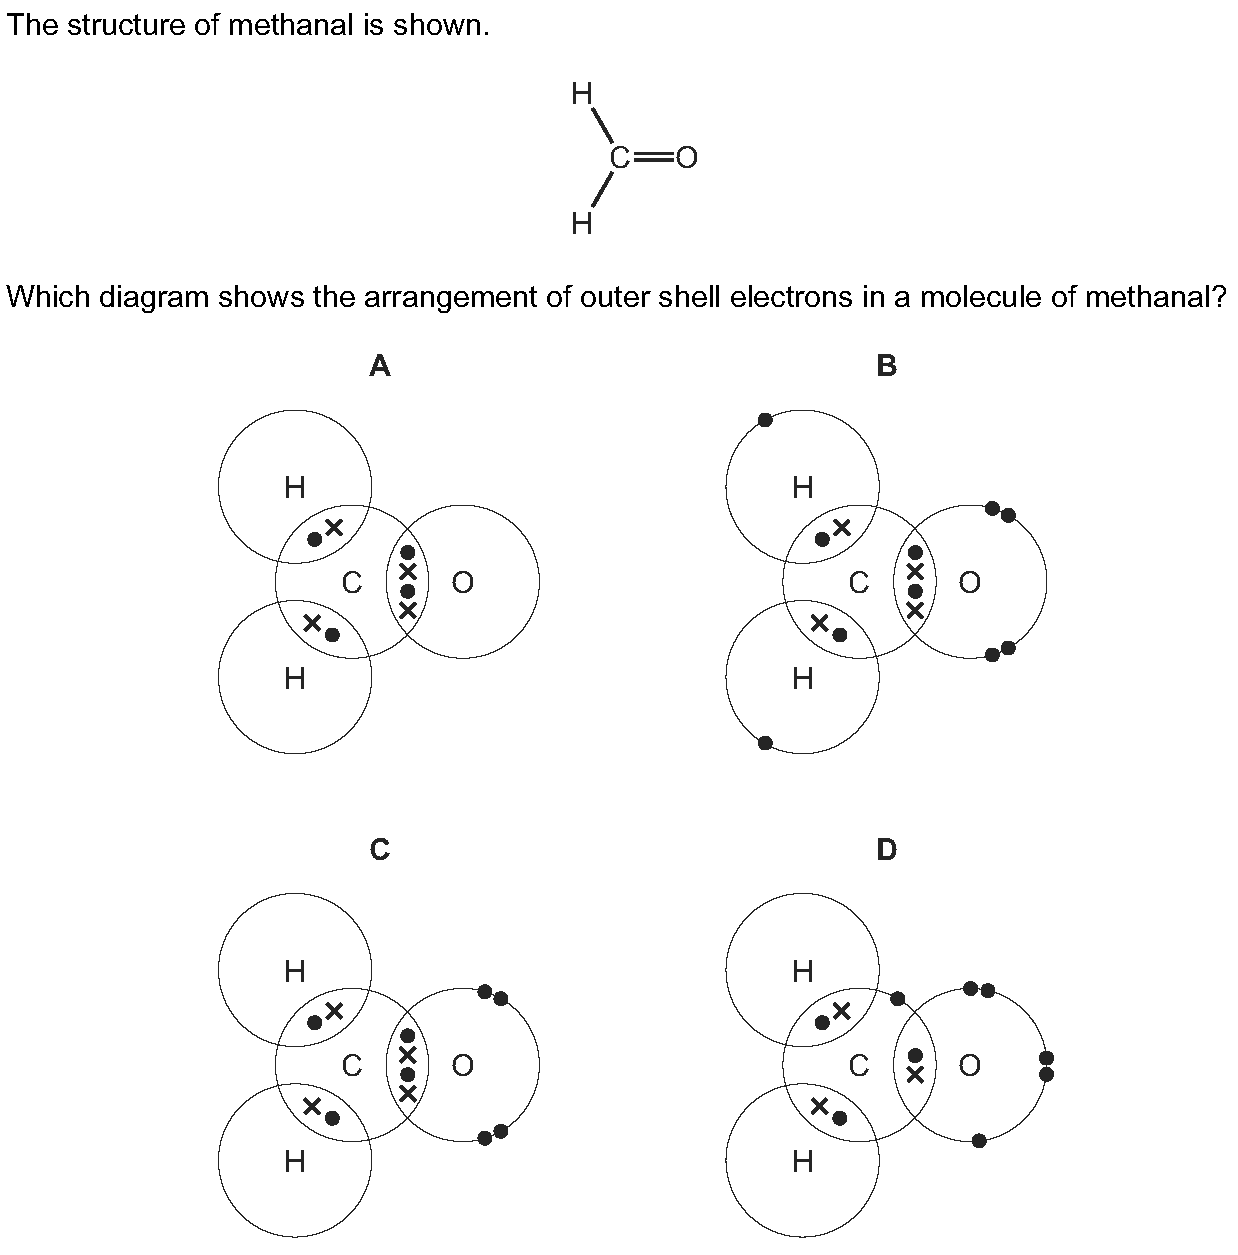 The structure of methanal is shown.
H
C O
H
Which diagram shows the arrangement of outer shell electrons in a molecule of methanal?
A B
H H
C O C O
H H
C D
H H
C O C O
H H